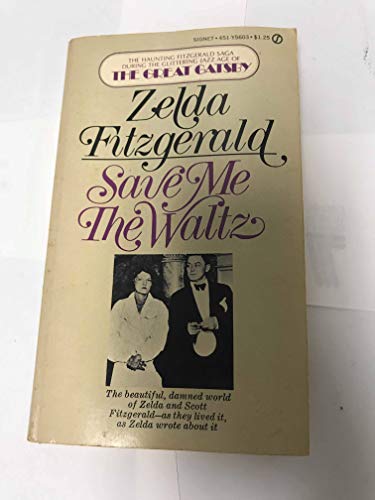 SIGNET • 451-Y5603 • $1.25
THE HAUNTING FITZGERALD SAGA
DURING THE GLITTERING JAZZ AGE OF
THE GREAT GATSBY
Zelda
Fitzgerald
Save Me
The Waltz
The beautiful, damned world
of Zelda and Scott
Fitzgerald—as they lived it,
as Zelda wrote about it